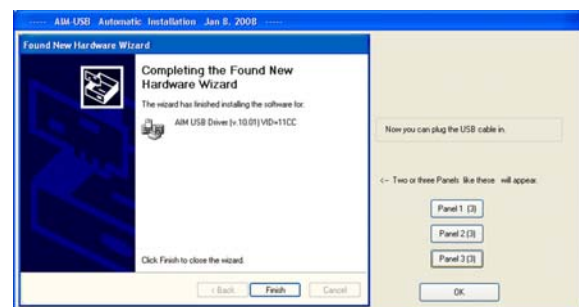 ----- AIM-USB Automatic Installation Jan 8. 2008 -----
Found New Hardware Wizard
Completing the Found New
Hardware Wizard
The wizard has finished installing the software for:
AIM USB Driver (v.10.01) VID=11CC
Click Finish to close the wizard.
< Back
Finish
Cancel
Now you can plug the USB cable in.
<-- Two or three Panels like these will appear.
Panel 1 (3)
Panel 2 (3)
Panel 3 (3)
OK